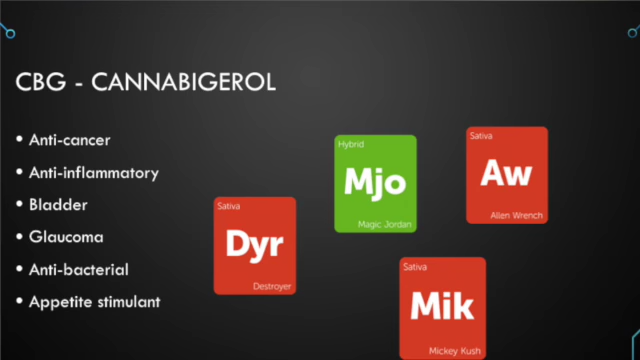 CBG - CANNABIGEROL
• Anti-cancer
• Anti-inflammatory
• Bladder
• Glaucoma
• Anti-bacterial
• Appetite stimulant
Sativa
Dyr
Destroyer
Hybrid
Mjo
Magic Jordan
Sativa
Aw
Allen Wrench
Sativa
Mik
Mickey Kush